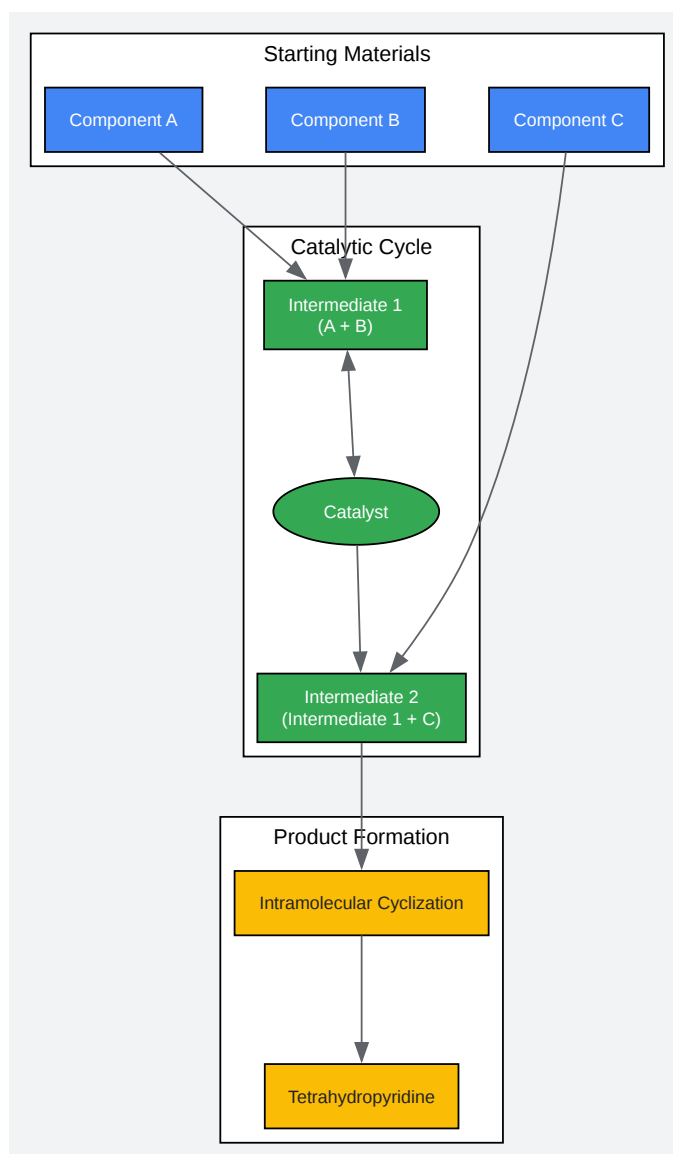 Starting Materials
Component A
Component B
Component C
Catalytic Cycle
Intermediate 1
(A + B)
Catalyst
Intermediate 2
(Intermediate 1 + C)
Product Formation
Intramolecular Cyclization
Tetrahydropyridine